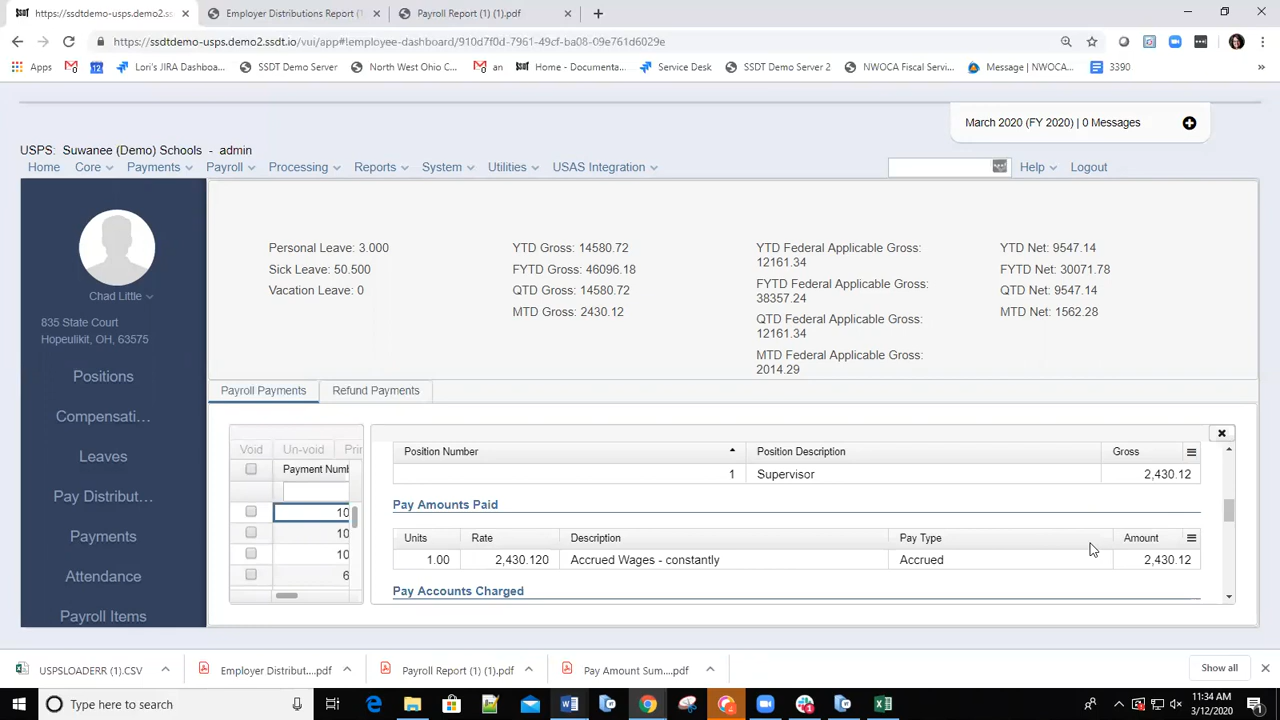 https://ssdtdemo-usps.demo2.ss
Employer Distributions Report (1
Payroll Report (1) (1).pdf
https://ssdtdemo-usps.demo2.ssdt.io/vui/app#!employee-dashboard/910d7f0d-7961-49cf-ba08-09e761d6029e
Apps
an
Lori's JIRA Dashboa...
SSDT Demo Server
North West Ohio C...
Home - Documenta...
Service Desk
SSDT Demo Server 2
NWOCA Fiscal Servi...
Message | NWOCA...
3390
March 2020 (FY 2020) | 0 Messages
USPS: Suwanee (Demo) Schools - admin
Home Core Payments Payroll Processing Reports System Utilities USAS Integration Help Logout
Chad Little
835 State Court
Hopeulikit, OH, 63575
Positions
Compensati...
Leaves
Pay Distribut...
Payments
Attendance
Payroll Items
Personal Leave: 3.000
Sick Leave: 50.500
Vacation Leave: 0
YTD Gross: 14580.72
FYTD Gross: 46096.18
QTD Gross: 14580.72
MTD Gross: 2430.12
YTD Federal Applicable Gross:
12161.34
FYTD Federal Applicable Gross:
38357.24
QTD Federal Applicable Gross:
12161.34
MTD Federal Applicable Gross:
2014.29
YTD Net: 9547.14
FYTD Net: 30071.78
QTD Net: 9547.14
MTD Net: 1562.28
Payroll Payments
Refund Payments
Void Un-void Prin
Payment Numb
10
10
10
6
Position Number Position Description Gross
1 Supervisor 2,430.12
Pay Amounts Paid
Units Rate Description Pay Type Amount
1.00 2,430.120 Accrued Wages - constantly Accrued 2,430.12
Pay Accounts Charged
USPSLOADERR (1).CSV
Employer Distribut....pdf
Payroll Report (1) (1).pdf
Pay Amount Sum....pdf
Show all
Type here to search
11:34 AM
3/12/2020